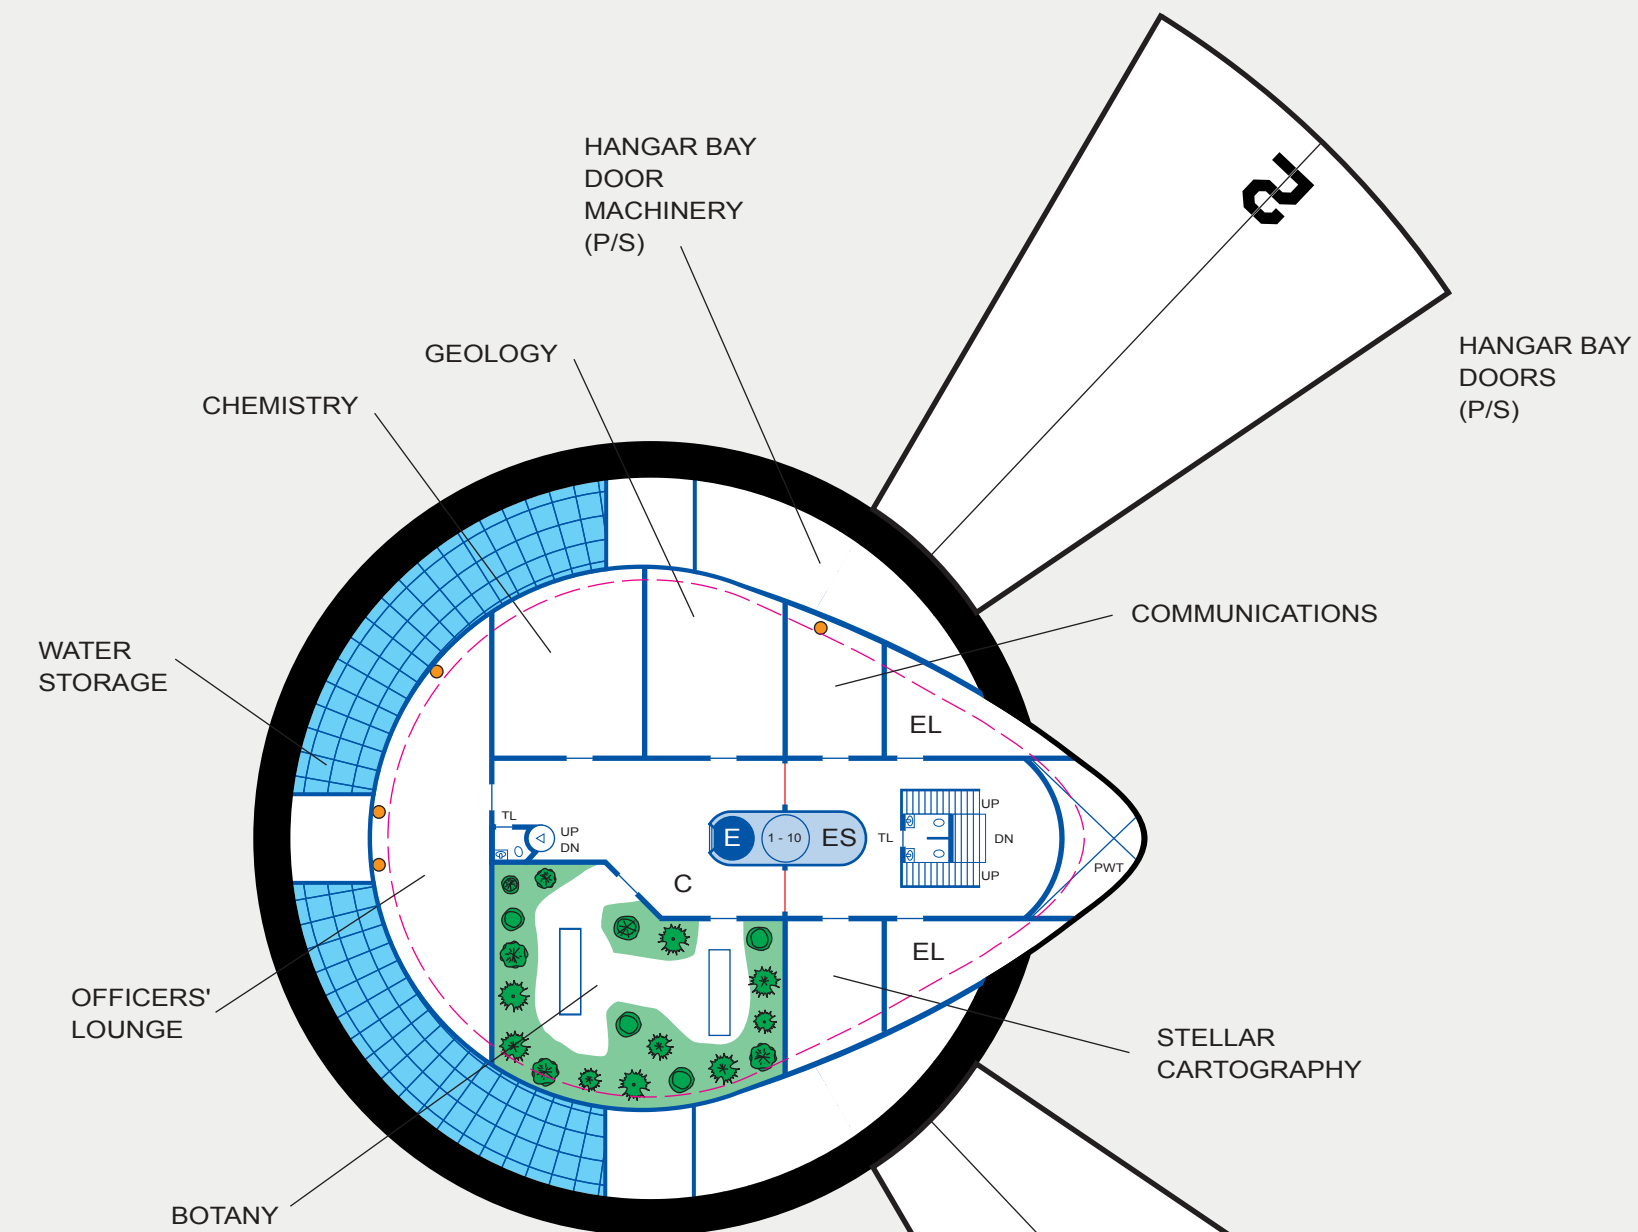 HANGAR BAY
DOOR
MACHINERY
(P/S)
2
HANGAR BAY
DOORS
(P/S)
GEOLOGY
CHEMISTRY
COMMUNICATIONS
WATER
STORAGE
EL
TL
UP
DN
E
1 - 10
ES
TL
UP
DN
UP
PWT
C
EL
OFFICERS'
LOUNGE
STELLAR
CARTOGRAPHY
BOTANY